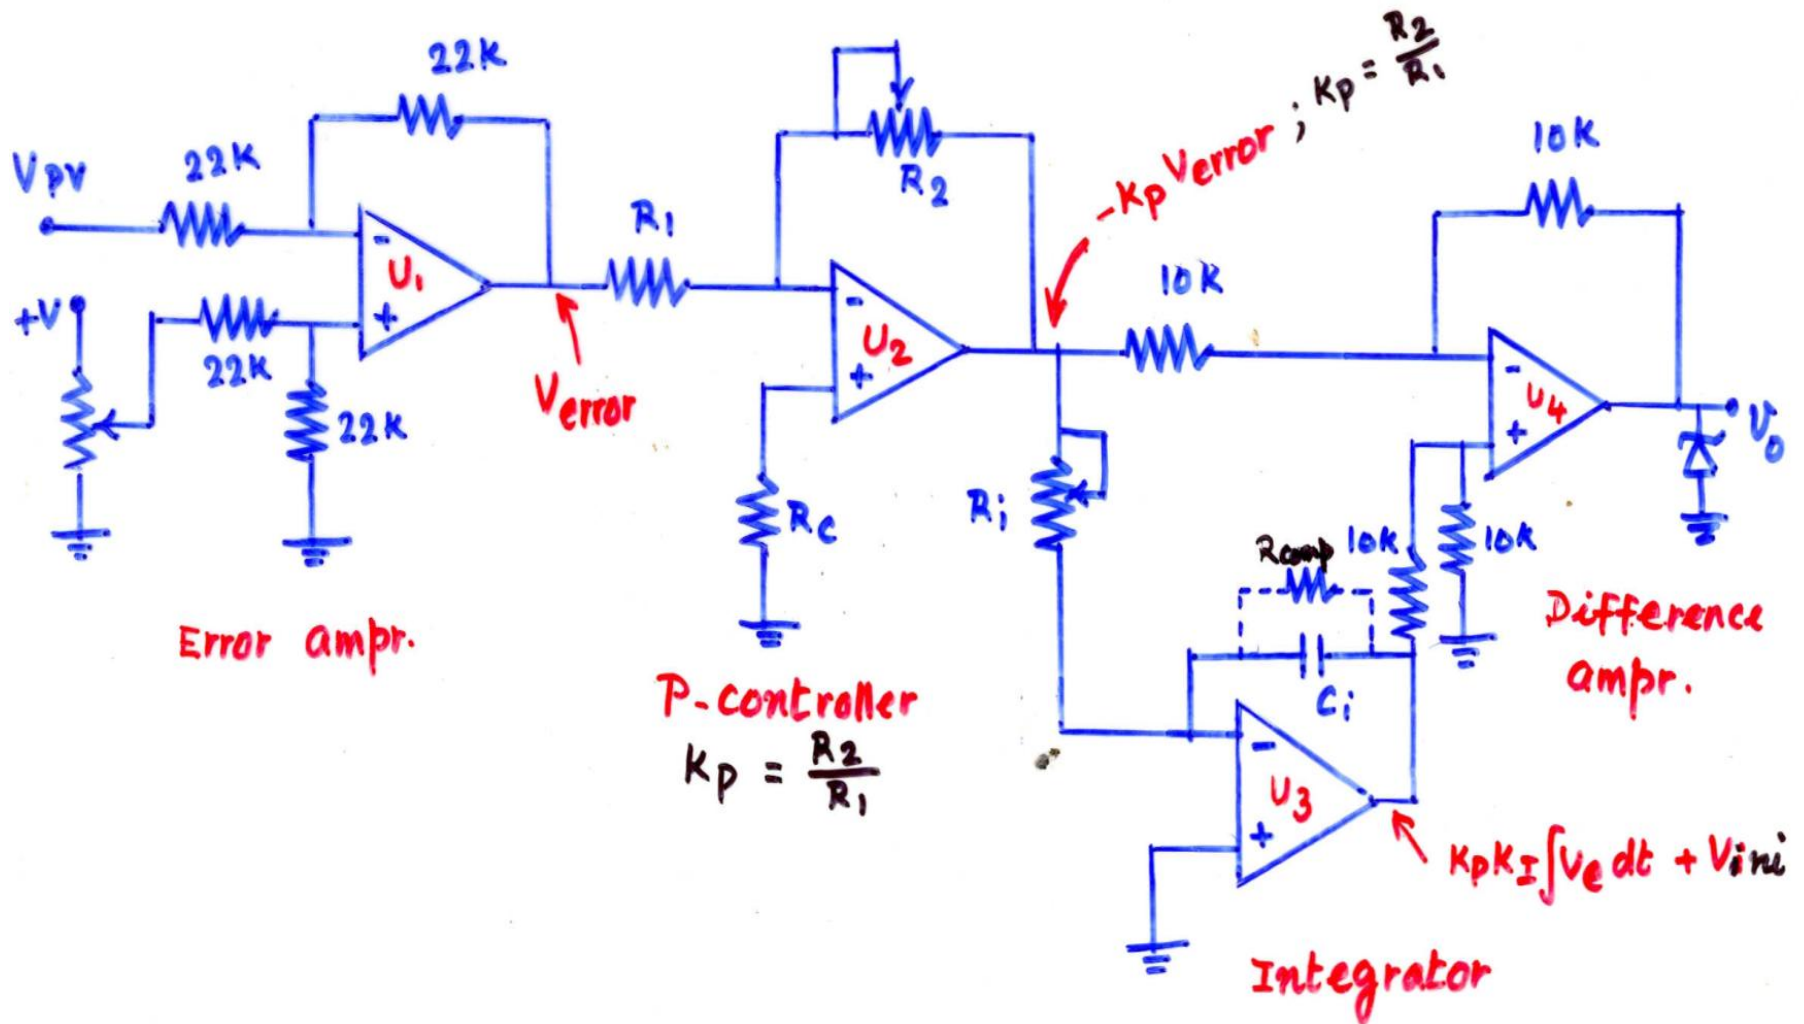 22K
Vpv
22K
-
U1
+
+V
22K
22K
Verror
Error ampr.
R1
R2
-
U2
+
Rc
P-controller
Kp = R2/R1
-Kp Verror ; Kp = R2/R1
10K
10K
-
U4
+
Vo
Ri
Rcomp
10K
10K
Ci
Difference
ampr.
-
U3
+
KpKI∫Ve dt + Vini
Integrator